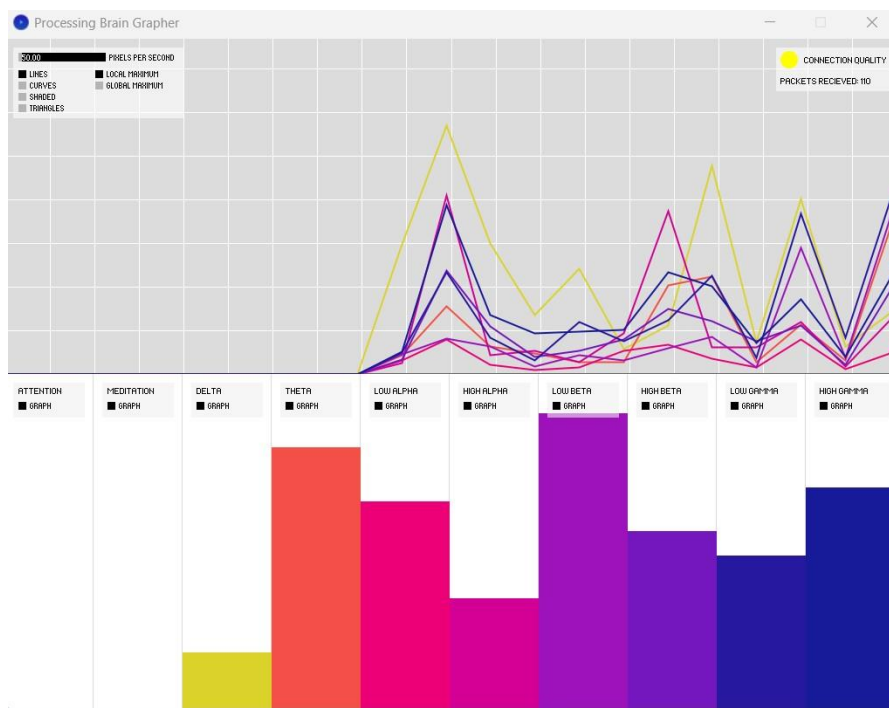 Processing Brain Grapher
50.00 PIXELS PER SECOND
LINES LOCAL MAXIMUM
CURVES GLOBAL MAXIMUM
SHADED
TRIANGLES
CONNECTION QUALITY
PACKETS RECIEVED: 110
ATTENTION MEDITATION DELTA THETA LOW ALPHA HIGH ALPHA LOW BETA HIGH BETA LOW GAMMA HIGH GAMMA
GRAPH GRAPH GRAPH GRAPH GRAPH GRAPH GRAPH GRAPH GRAPH GRAPH